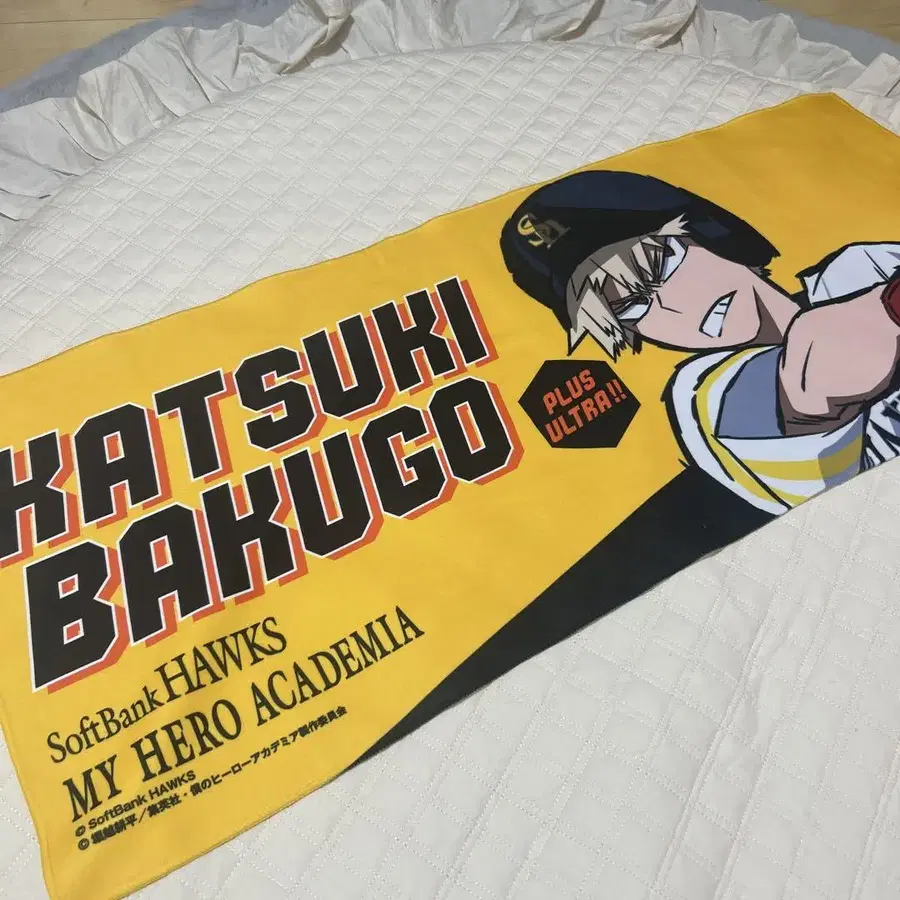 KATSUKI
BAKUGO
PLUS
ULTRA!!
SoftBank HAWKS
MY HERO ACADEMIA
© SoftBank HAWKS
© 堀越耕平／集英社・僕のヒーローアカデミア製作委員会